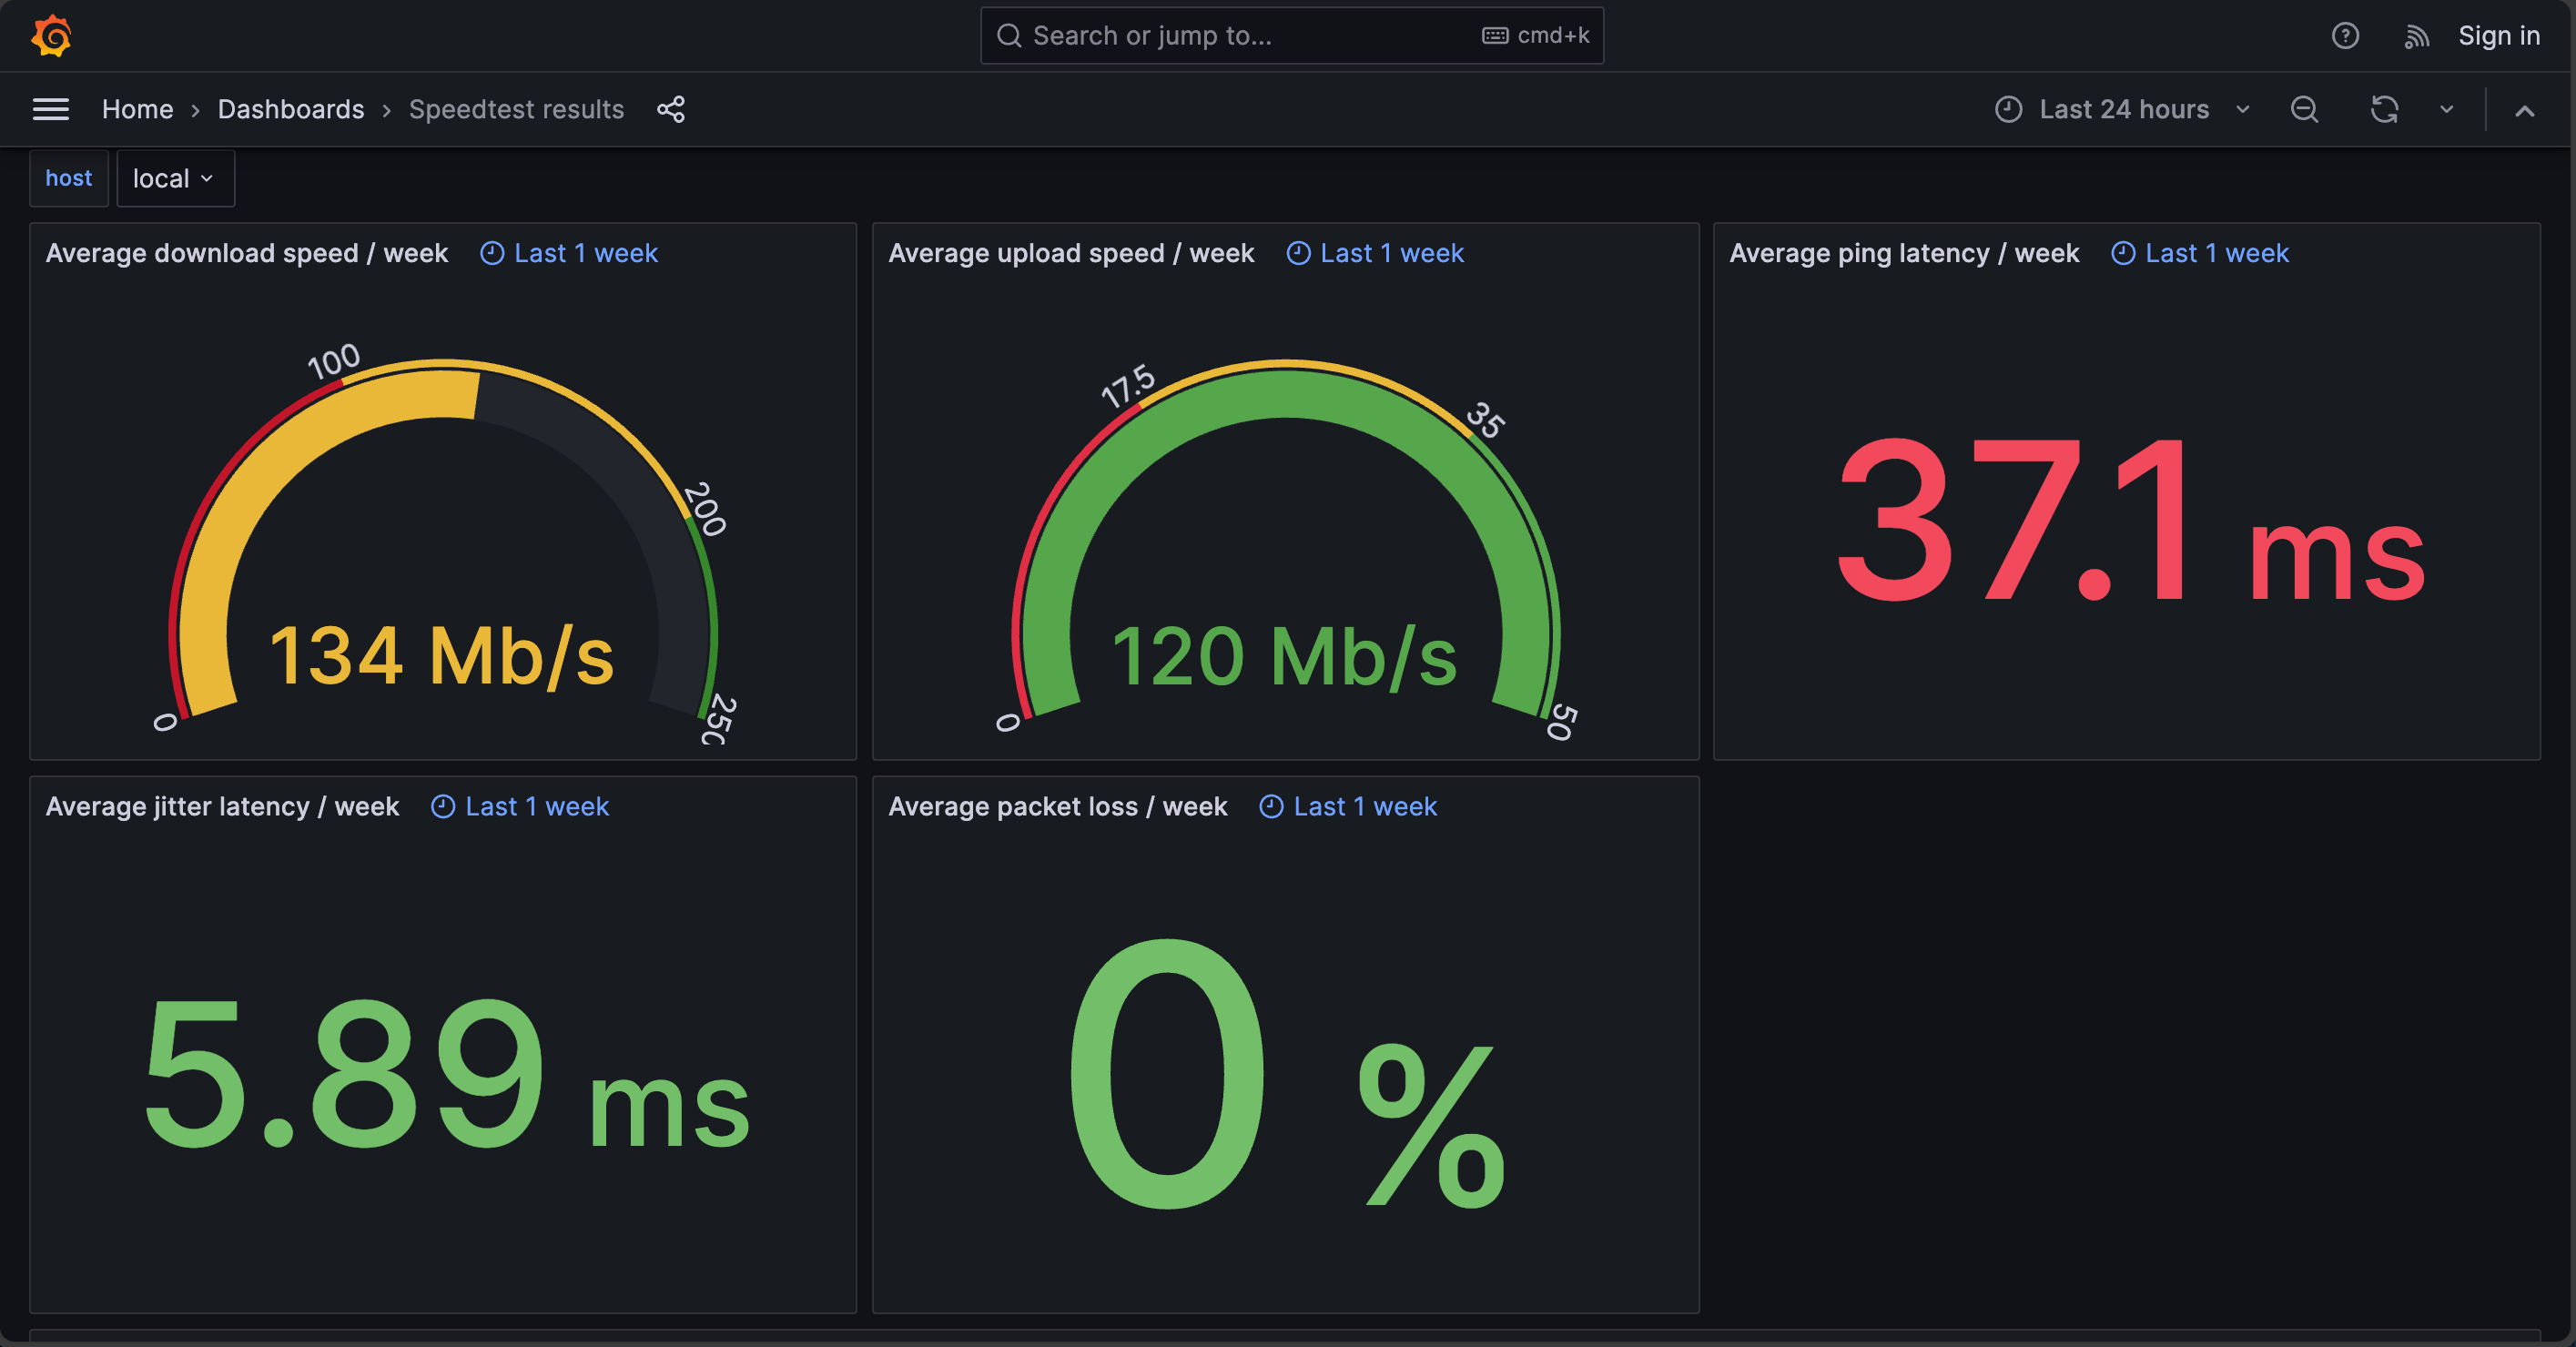 Search or jump to... cmd+k Sign in
Home › Dashboards › Speedtest results Last 24 hours
host local
Average download speed / week Last 1 week
0
100
200
250
134 Mb/s
Average upload speed / week Last 1 week
0
17.5
35
50
120 Mb/s
Average ping latency / week Last 1 week
37.1 ms
Average jitter latency / week Last 1 week
5.89 ms
Average packet loss / week Last 1 week
0 %